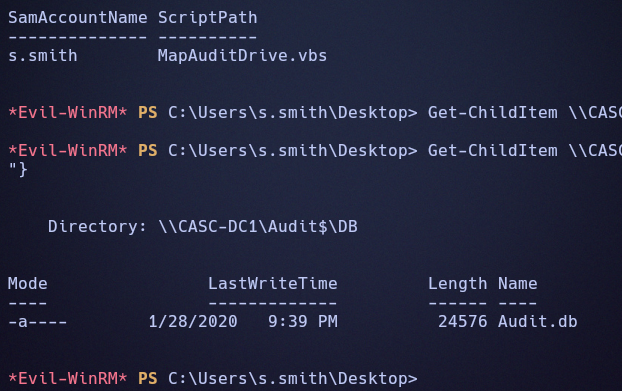 SamAccountName ScriptPath
-------------- ----------
s.smith        MapAuditDrive.vbs
*Evil-WinRM* PS C:\Users\s.smith\Desktop> Get-ChildItem \\CASC
*Evil-WinRM* PS C:\Users\s.smith\Desktop> Get-ChildItem \\CASC
"}
    Directory: \\CASC-DC1\Audit$\DB
Mode                LastWriteTime         Length Name
----                -------------         ------ ----
-a----        1/28/2020   9:39 PM          24576 Audit.db
*Evil-WinRM* PS C:\Users\s.smith\Desktop>